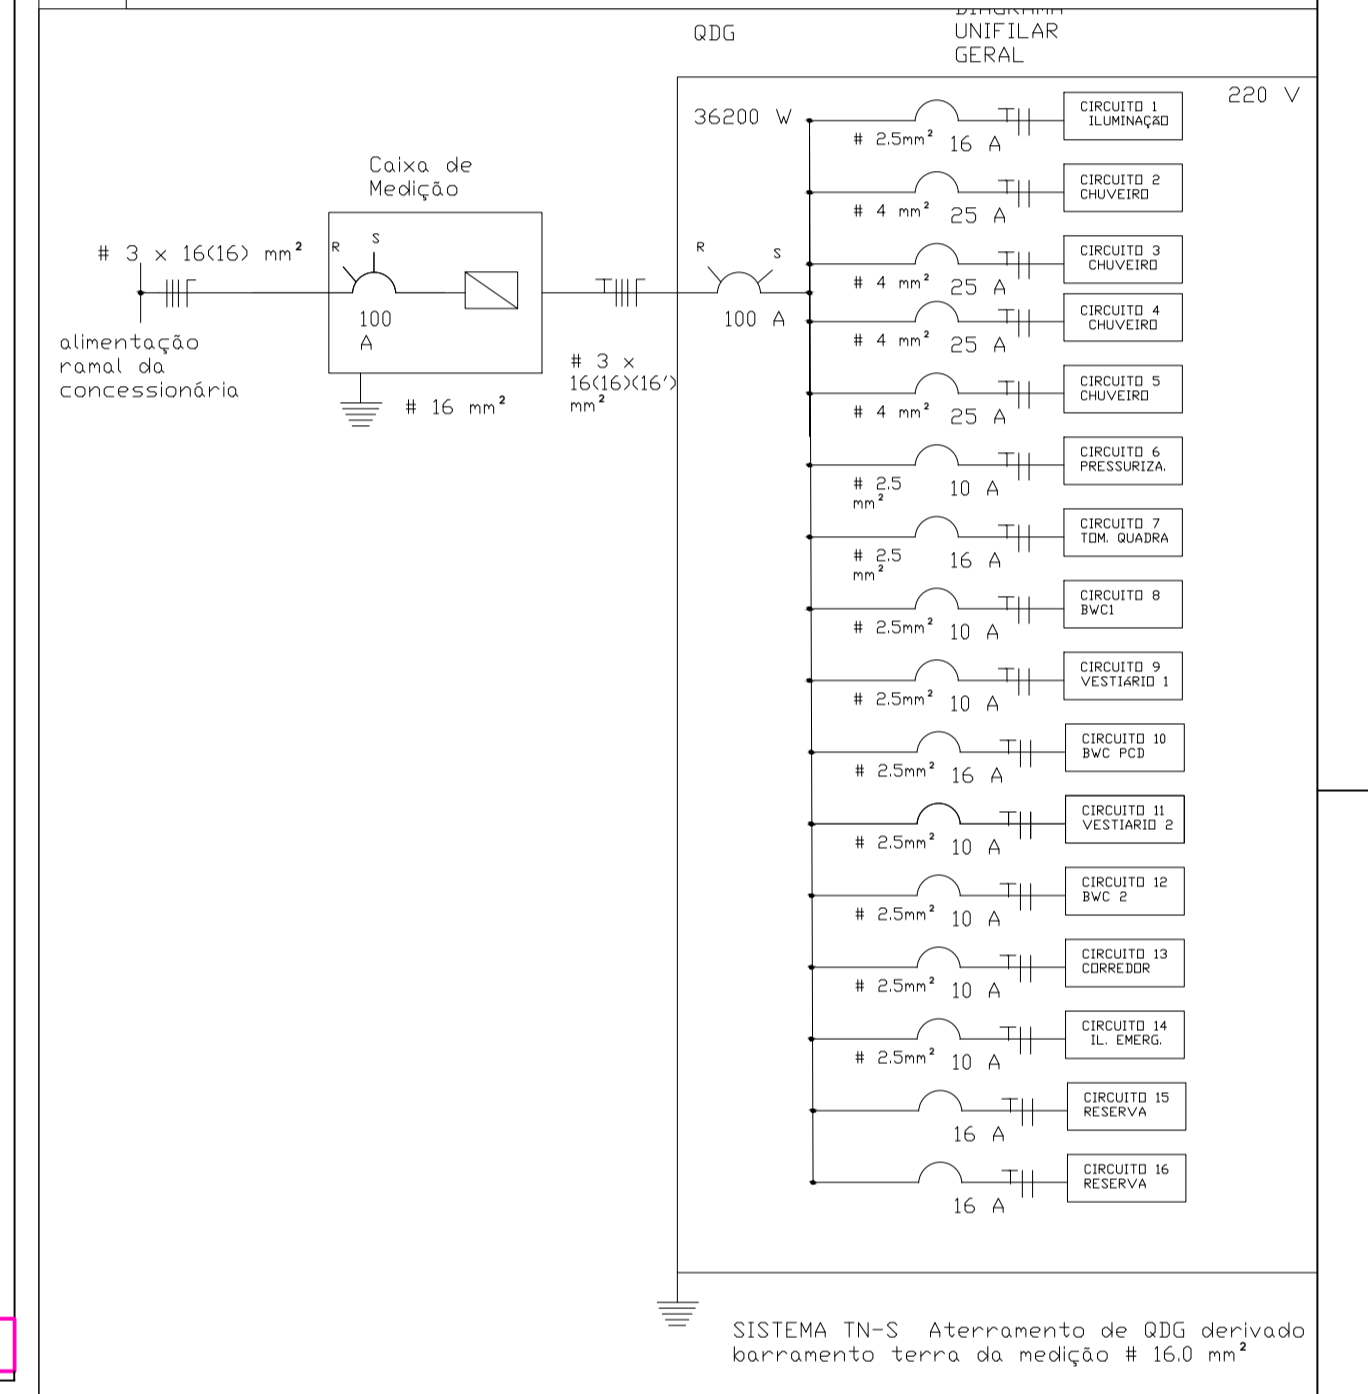 QDG
DIAGRAMA
UNIFILAR
GERAL
220 V
36200 W
Caixa de
Medição
# 3 x 16(16) mm²
R
S
100
A
alimentação
ramal da
concessionária
# 16 mm²
# 3 x
16(16)(16')
mm²
R
S
100 A
# 2.5mm² 16 A
CIRCUITO 1
ILUMINAÇÃO
# 4 mm² 25 A
CIRCUITO 2
CHUVEIRO
# 4 mm² 25 A
CIRCUITO 3
CHUVEIRO
# 4 mm² 25 A
CIRCUITO 4
CHUVEIRO
# 4 mm² 25 A
CIRCUITO 5
CHUVEIRO
# 2.5
mm²
10 A
CIRCUITO 6
PRESSURIZA.
# 2.5
mm²
16 A
CIRCUITO 7
TOM. QUADRA
# 2.5mm² 10 A
CIRCUITO 8
BWC1
# 2.5mm² 10 A
CIRCUITO 9
VESTIÁRIO 1
# 2.5mm² 16 A
CIRCUITO 10
BWC PCD
# 2.5mm² 10 A
CIRCUITO 11
VESTIARIO 2
# 2.5mm² 10 A
CIRCUITO 12
BWC 2
# 2.5mm² 10 A
CIRCUITO 13
CORREDOR
# 2.5mm² 10 A
CIRCUITO 14
IL. EMERG.
16 A
CIRCUITO 15
RESERVA
16 A
CIRCUITO 16
RESERVA
SISTEMA TN-S Aterramento de QDG derivado
barramento terra da medição # 16.0 mm²